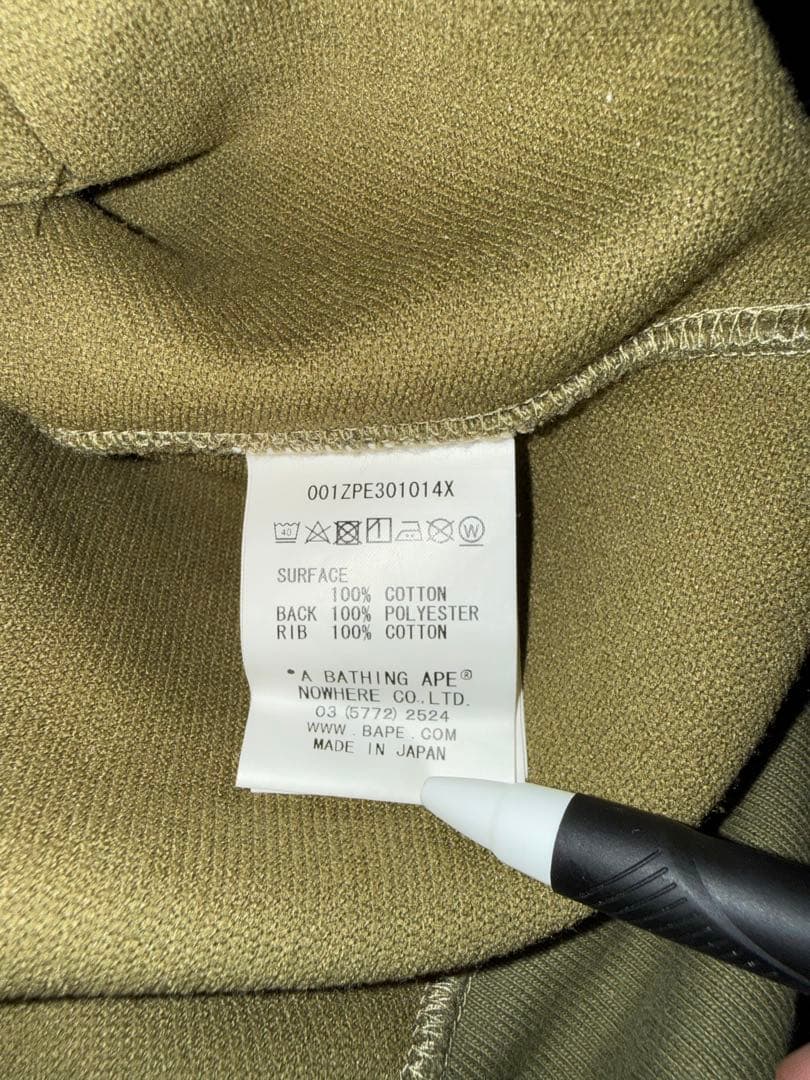 001ZPE301014X
40 W
SURFACE
100% COTTON
BACK 100% POLYESTER
RIB 100% COTTON
"A BATHING APE®
NOWHERE CO.,LTD.
03 (5772) 2524
WWW.BAPE.COM
MADE IN JAPAN